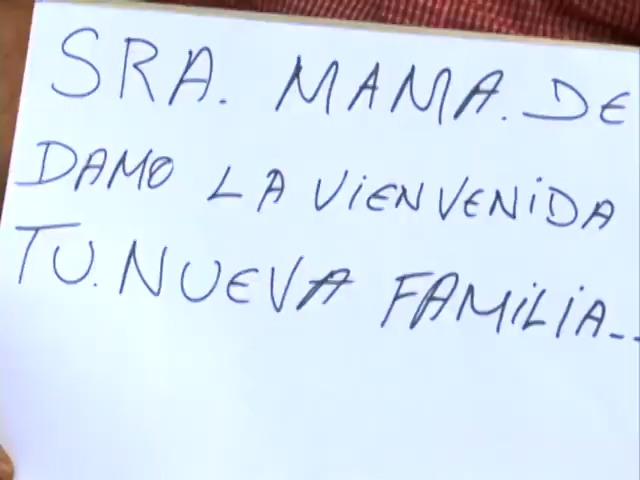 SRA. MAMA. DE
DAMO LA VIENVENIDA
TU. NUEVA FAMILIA..